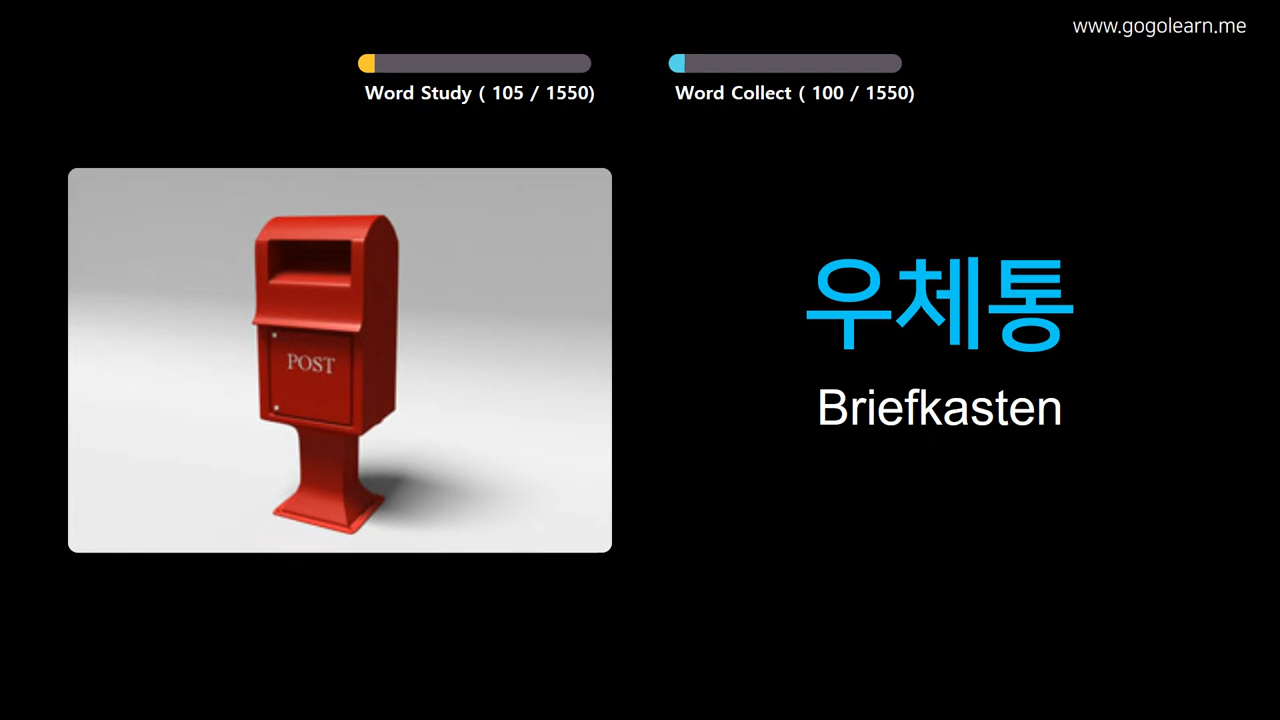 www.gogolearn.me
Word Study ( 105 / 1550)
Word Collect ( 100 / 1550)
POST
우체통
Briefkasten